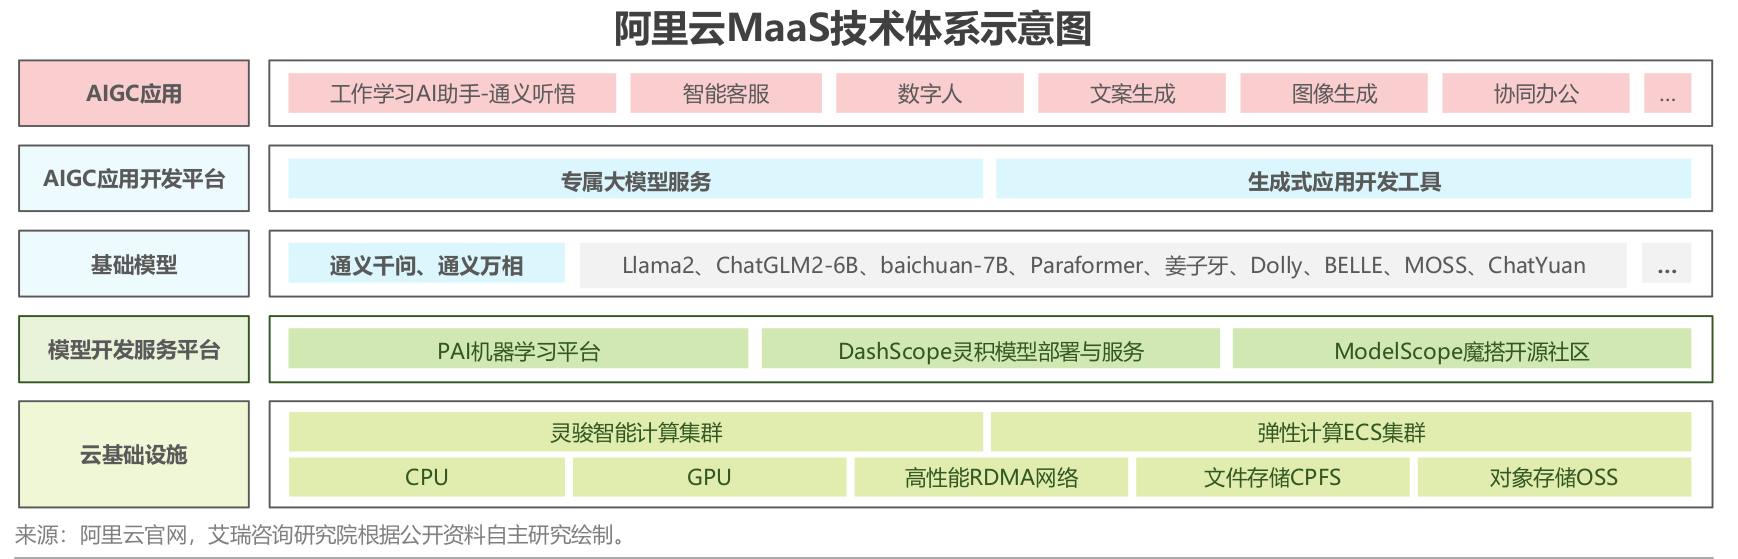 阿里云MaaS技术体系示意图
AIGC应用
工作学习AI助手-通义听悟
智能客服
数字人
文案生成
图像生成
协同办公
...
AIGC应用开发平台
专属大模型服务
生成式应用开发工具
基础模型
通义千问、通义万相
Llama2、ChatGLM2-6B、baichuan-7B、Paraformer、姜子牙、Dolly、BELLE、MOSS、ChatYuan
...
模型开发服务平台
PAI机器学习平台
DashScope灵积模型部署与服务
ModelScope魔搭开源社区
云基础设施
灵骏智能计算集群
弹性计算ECS集群
CPU
GPU
高性能RDMA网络
文件存储CPFS
对象存储OSS
来源：阿里云官网，艾瑞咨询研究院根据公开资料自主研究绘制。